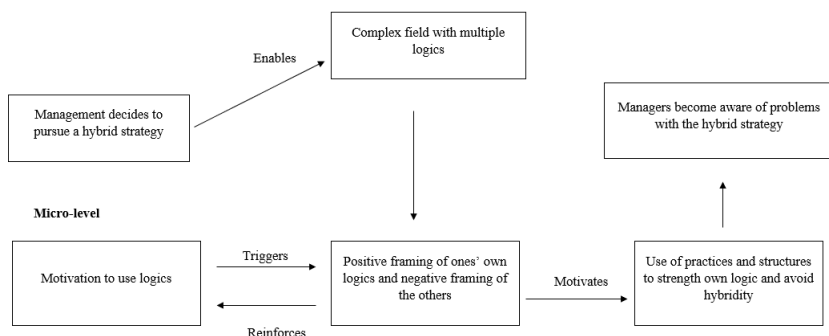 Complex field with multiple
logics
Enables
Management decides to
pursue a hybrid strategy
Managers become aware of problems
with the hybrid strategy
Micro-level
Motivation to use logics
Triggers
Reinforces
Positive framing of ones’ own
logics and negative framing of
the others
Motivates
Use of practices and structures
to strength own logic and avoid
hybridity